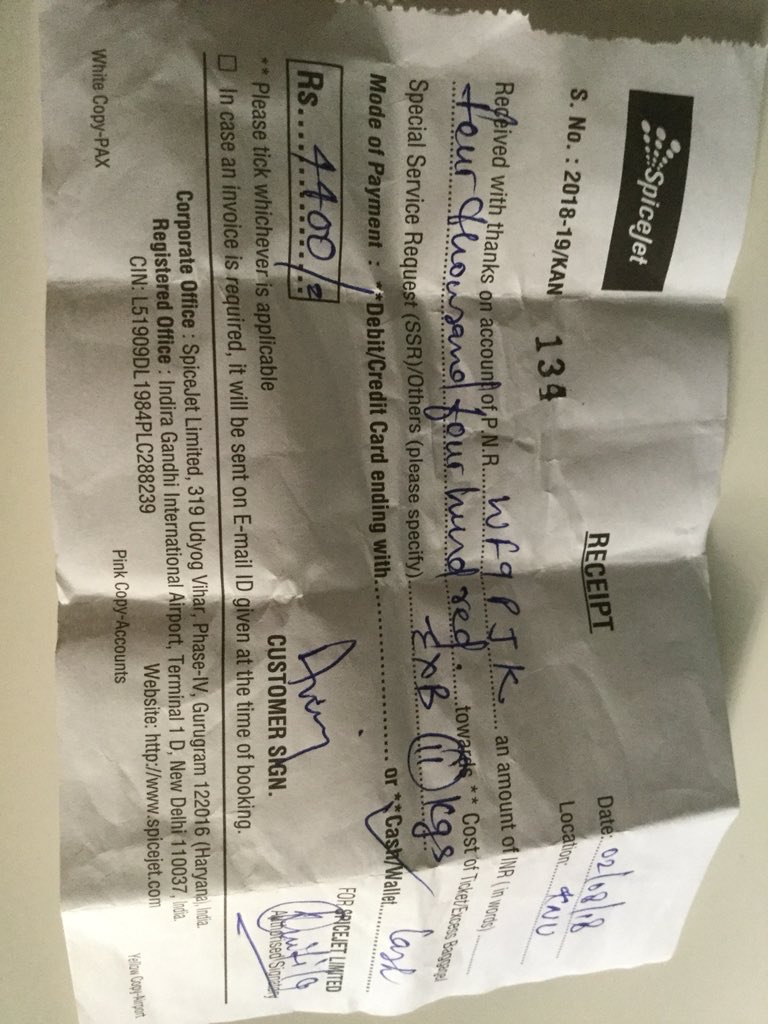 SpiceJet
RECEIPT
Date: 02/08/18
S. No. : 2018-19/KAN 134
Location: KNU
Received with thanks on account of P.N.R. WF9PJK an amount of INR (in words)
four thousand four hundred. towards ** Cost of Ticket/Excess Baggage/
Special Service Request (SSR)/Others (please specify) EXB (11) kgs
Mode of Payment : **Debit/Credit Card ending with or **Cash/Wallet Cash
Rs. 4400/=
FOR SPICEJET LIMITED
CUSTOMER SIGN.
Authorised Signatory
** Please tick whichever is applicable
In case an invoice is required, it will be sent on E-mail ID given at the time of booking.
Corporate Office : SpiceJet Limited, 319 Udyog Vihar, Phase-IV, Gurugram 122016 (Haryana), India.
Registered Office : Indira Gandhi International Airport, Terminal 1 D, New Delhi 110037, India
CIN: L51909DL1984PLC288239 Website: http://www.spicejet.com
White Copy-PAX Pink Copy-Accounts Yellow Copy-Airport